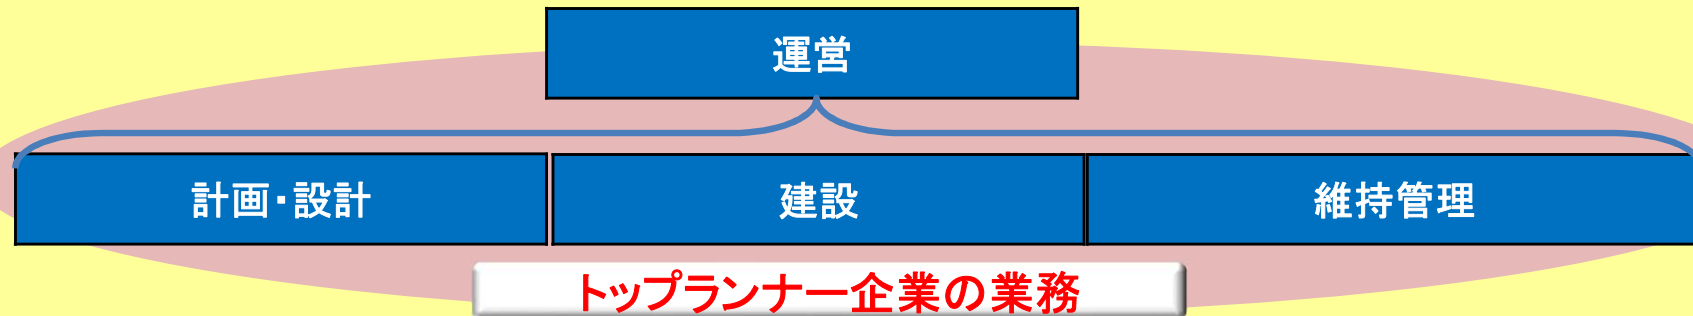 運営
計画・設計
建設
維持管理
トップランナー企業の業務